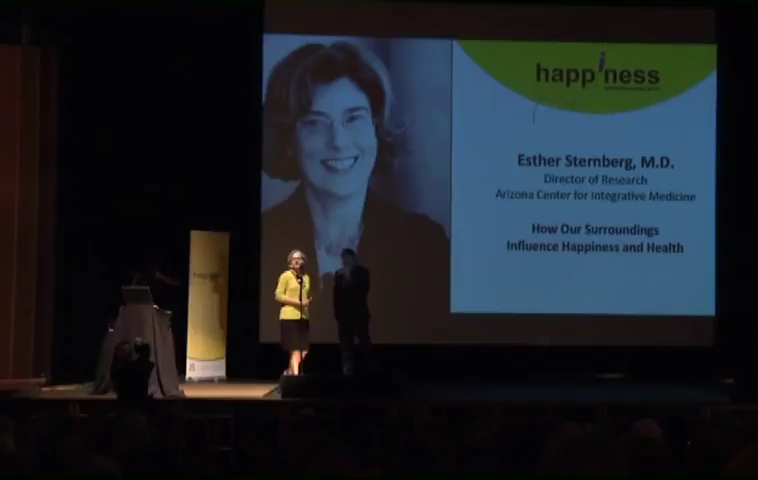 happiness
Esther Sternberg, M.D.
Director of Research
Arizona Center for Integrative Medicine
How Our Surroundings
Influence Happiness and Health